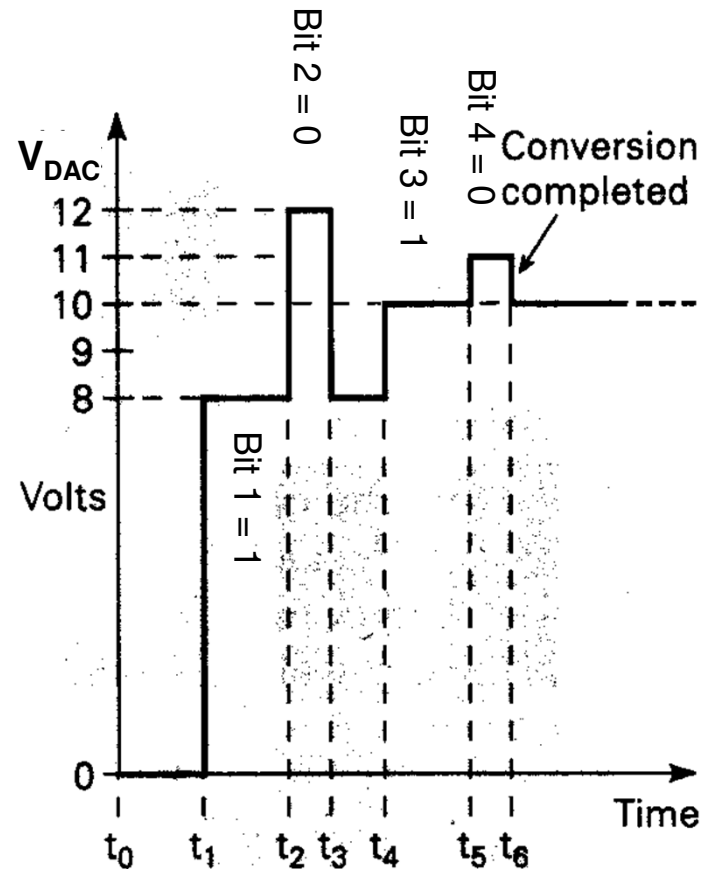 Bit 2 = 0
Bit 4 = 0
Bit 3 = 1
Conversion
completed
VDAC
12
11
10
9
8
Bit 1 = 1
Volts
0
Time
t0 t1 t2 t3 t4 t5 t6